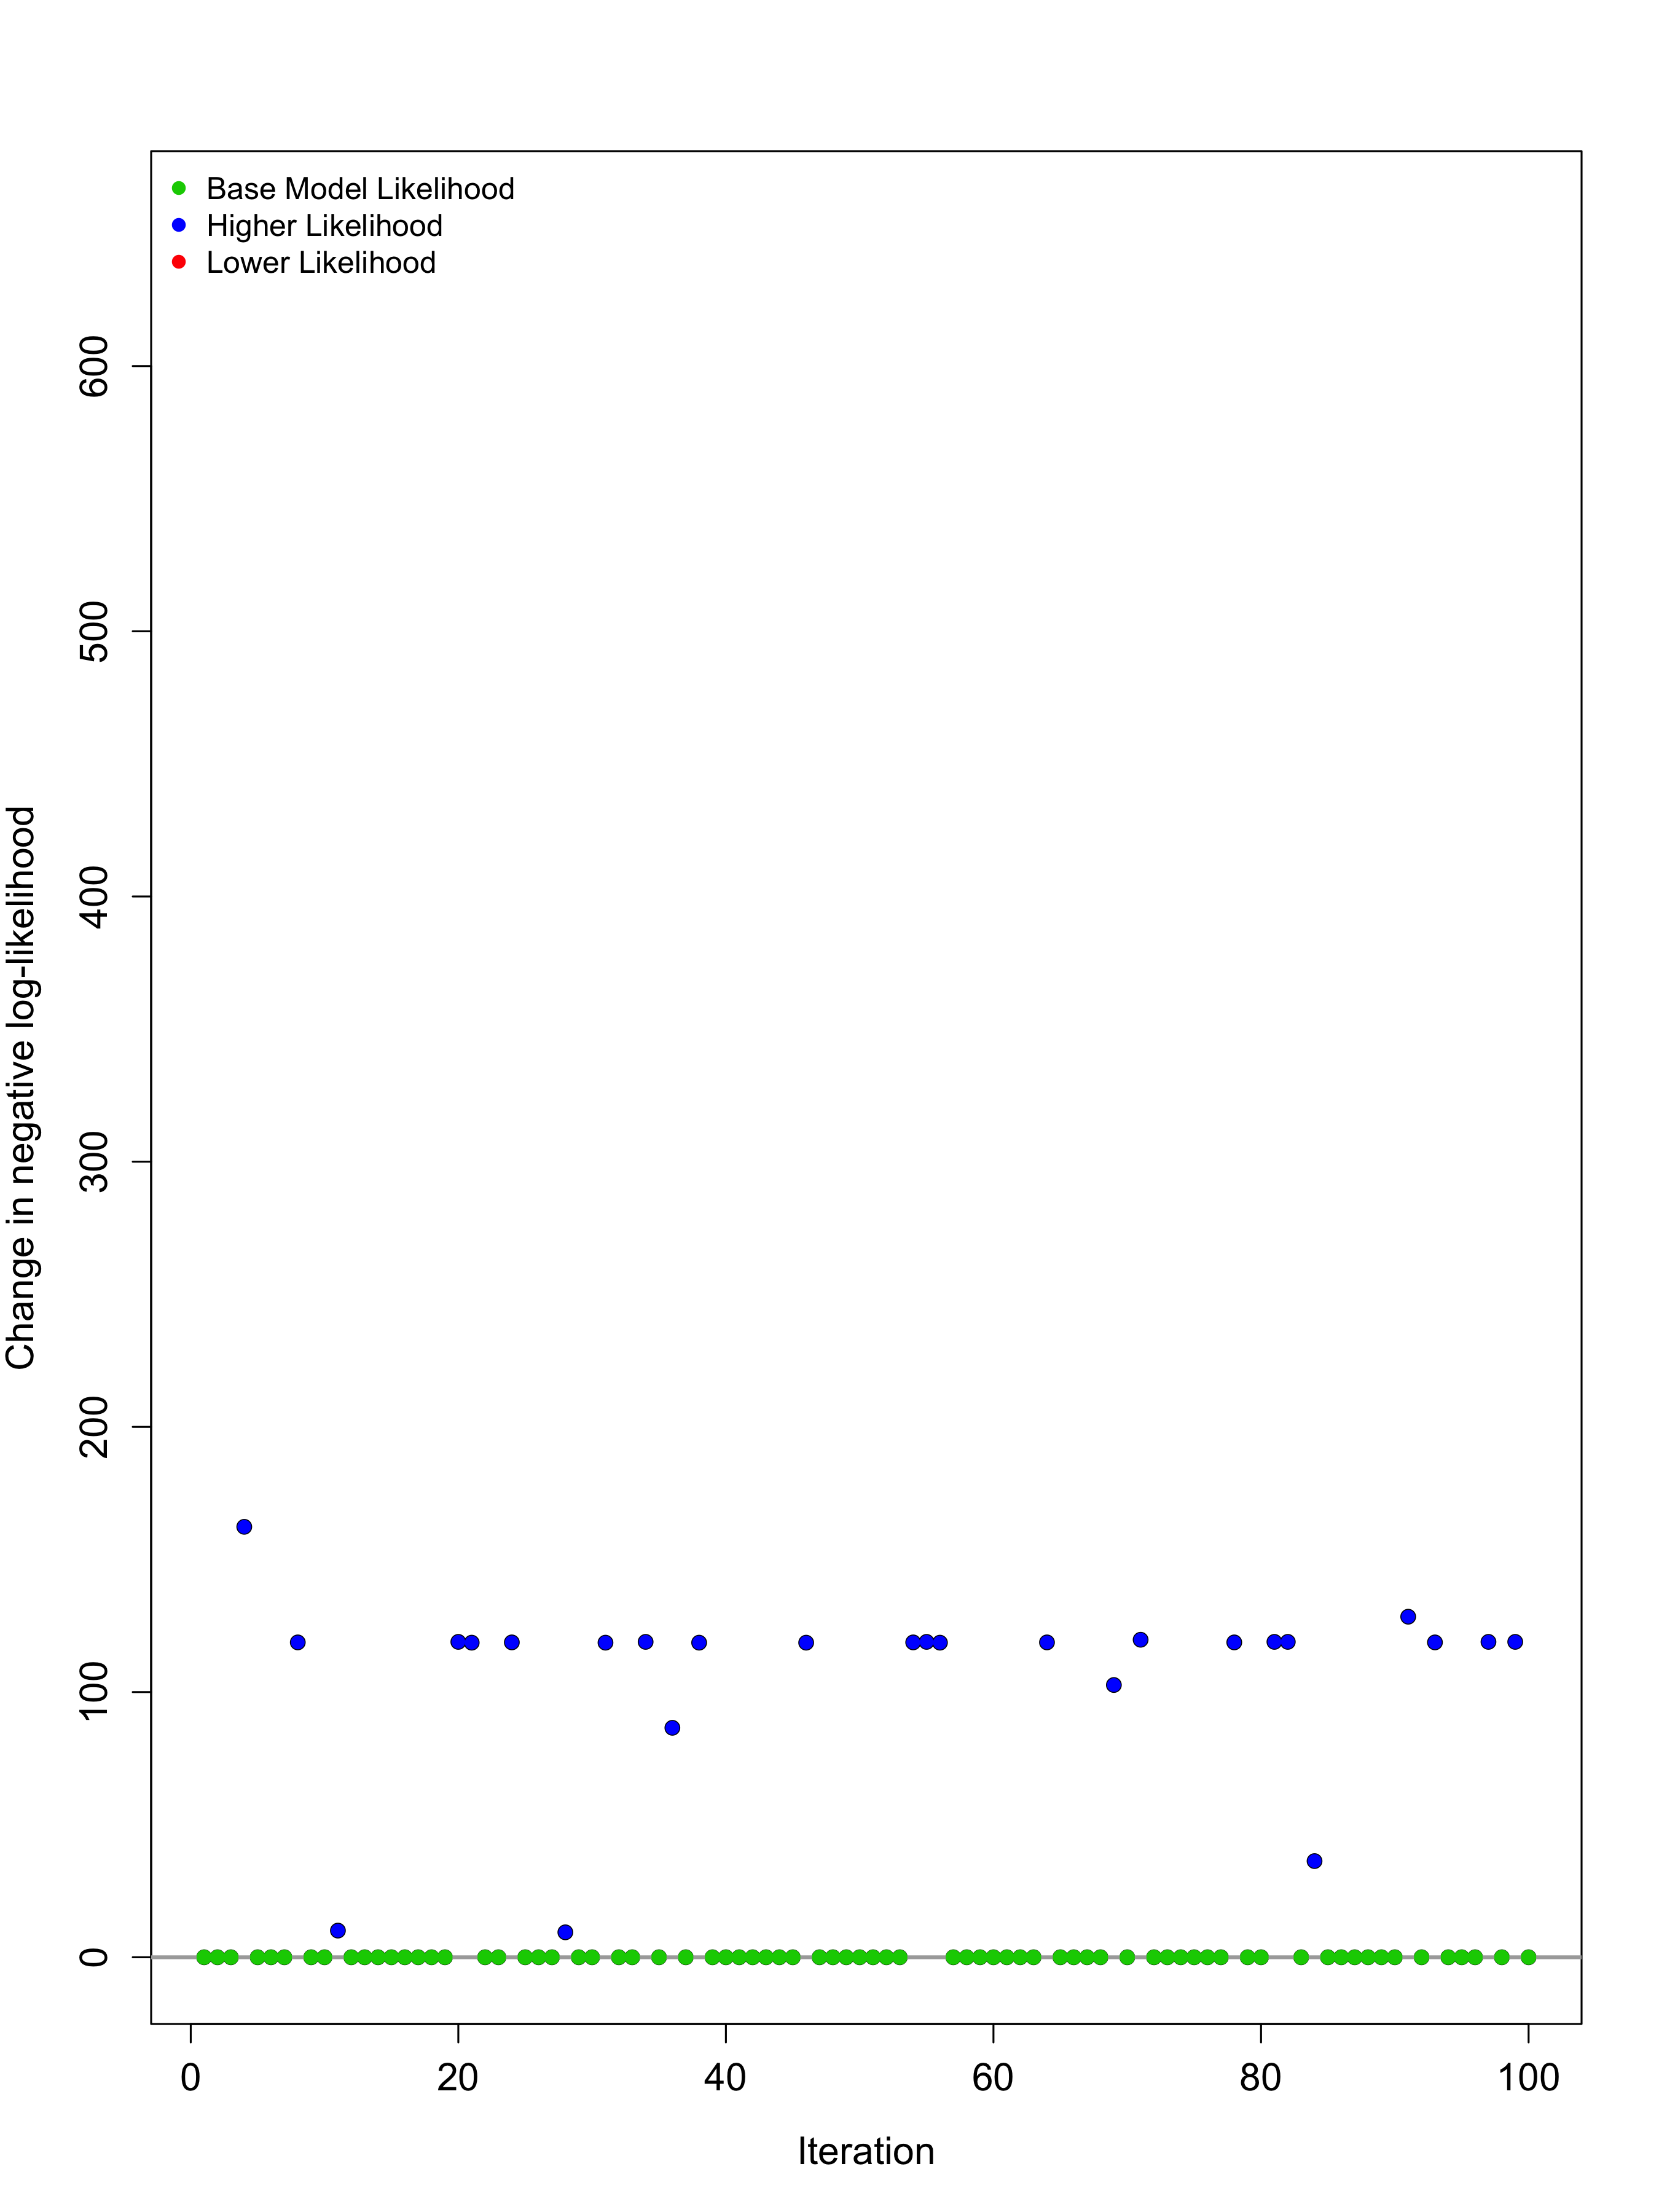 Base Model Likelihood
Higher Likelihood
Lower Likelihood
Change in negative log-likelihood
600
500
400
300
200
100
0
0 20 40 60 80 100
Iteration